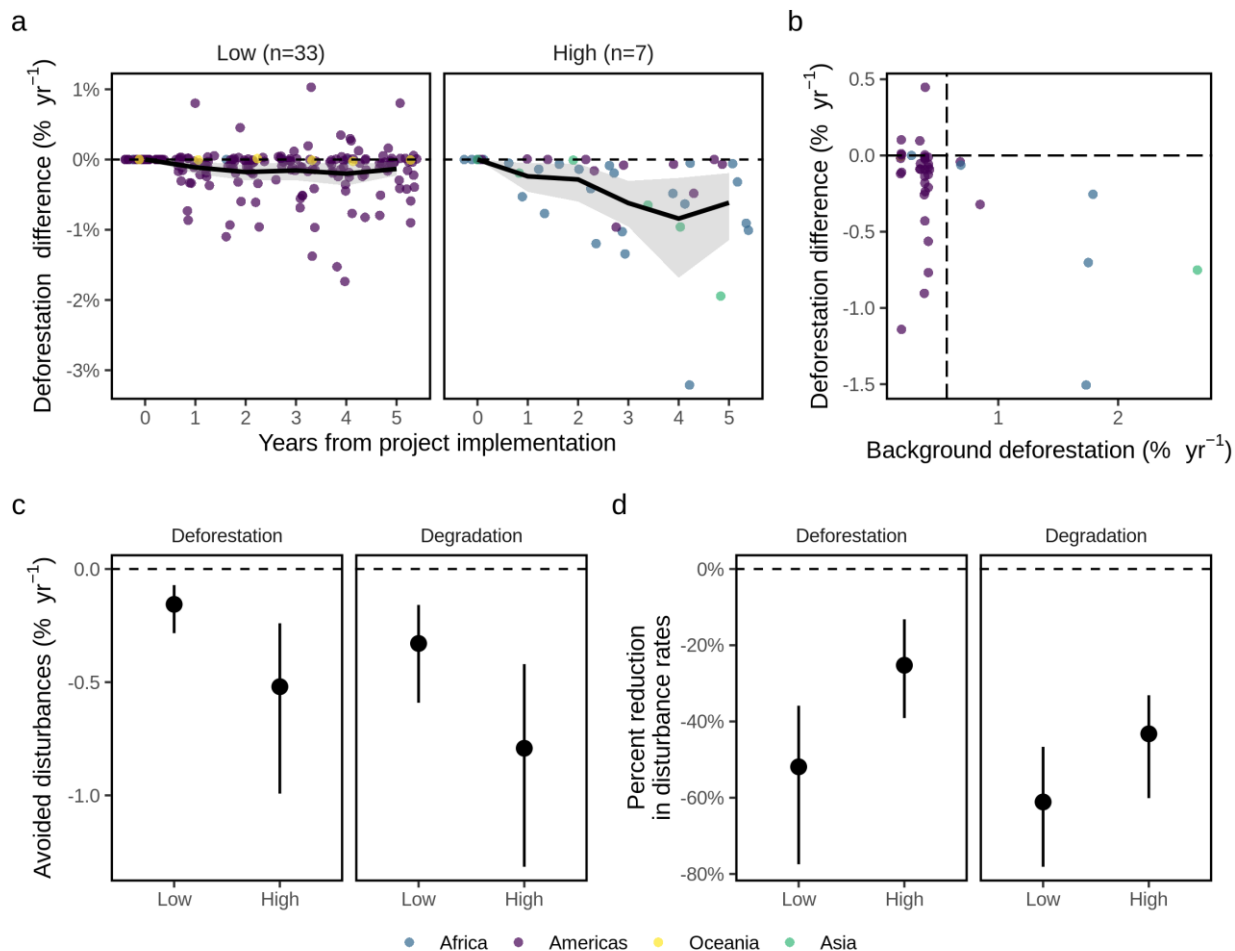 a
Low (n=33)
High (n=7)
Deforestation difference (% yr⁻¹)
1%
0%
-1%
-2%
-3%
0 1 2 3 4 5
0 1 2 3 4 5
Years from project implementation
b
Deforestation difference (% yr⁻¹)
0.5
0.0
-0.5
-1.0
-1.5
1 2
Background deforestation (% yr⁻¹)
c
Deforestation
Degradation
Avoided disturbances (% yr⁻¹)
0.0
-0.5
-1.0
Low High
Low High
d
Deforestation
Degradation
Percent reduction
in disturbance rates
0%
-20%
-40%
-60%
-80%
Low High
Low High
Africa Americas Oceania Asia